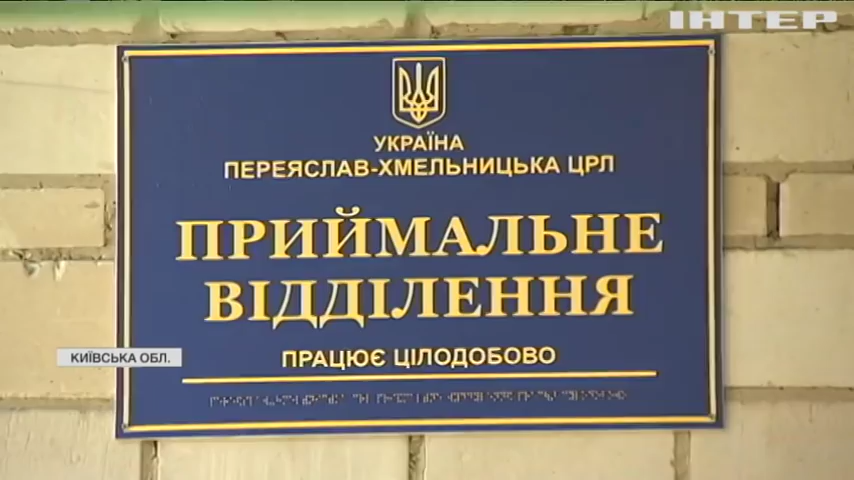 ІНТЕР
УКРАЇНА
ПЕРЕЯСЛАВ-ХМЕЛЬНИЦЬКА ЦРЛ
ПРИЙМАЛЬНЕ
ВІДДІЛЕННЯ
КИЇВСЬКА ОБЛ.
ПРАЦЮЄ ЦІЛОДОБОВО